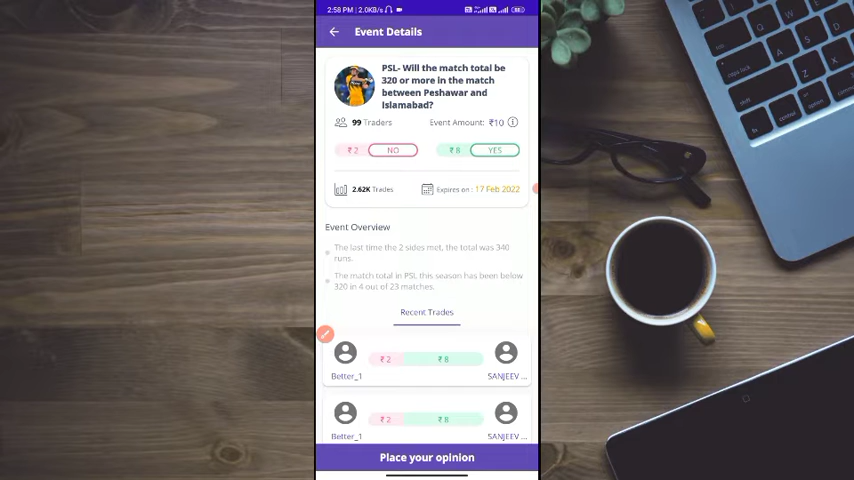 2:58 PM | 2.0KB/s
Event Details
PSL- Will the match total be
320 or more in the match
between Peshawar and
Islamabad?
99 Traders
Event Amount: ₹10
₹ 2 NO
₹ 8 YES
2.62K Trades
Expires on : 17 Feb 2022
Event Overview
The last time the 2 sides met, the total was 340
runs.
The match total in PSL this season has been below
320 in 4 out of 23 matches.
Recent Trades
₹ 2 ₹ 8
Better_1 SANJEEV ...
₹ 2 ₹ 8
Better_1 SANJEEV ...
Place your opinion